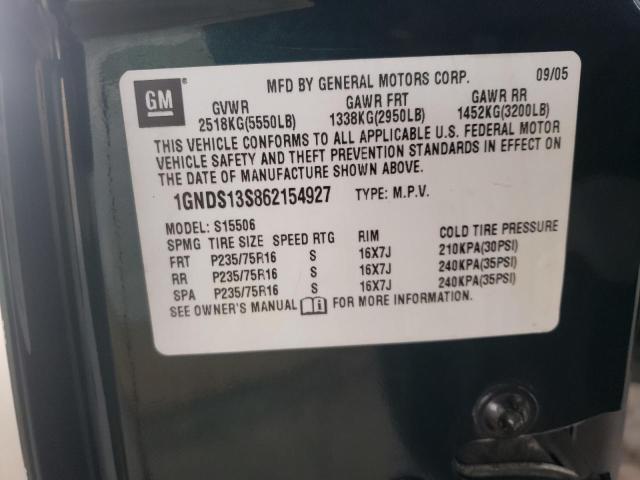 MFD BY GENERAL MOTORS CORP. 09/05
GM ®
GVWR GAWR FRT GAWR RR
2518KG(5550LB) 1338KG(2950LB) 1452KG(3200LB)
THIS VEHICLE CONFORMS TO ALL APPLICABLE U.S. FEDERAL MOTOR
VEHICLE SAFETY AND THEFT PREVENTION STANDARDS IN EFFECT ON
THE DATE OF MANUFACTURE SHOWN ABOVE.
1GNDS13S862154927 TYPE: M.P.V.
MODEL: S15506
SPMG TIRE SIZE SPEED RTG RIM COLD TIRE PRESSURE
FRT P235/75R16 S 16X7J 210KPA(30PSI)
RR P235/75R16 S 16X7J 240KPA(35PSI)
SPA P235/75R16 S 16X7J 240KPA(35PSI)
SEE OWNER'S MANUAL i FOR MORE INFORMATION.